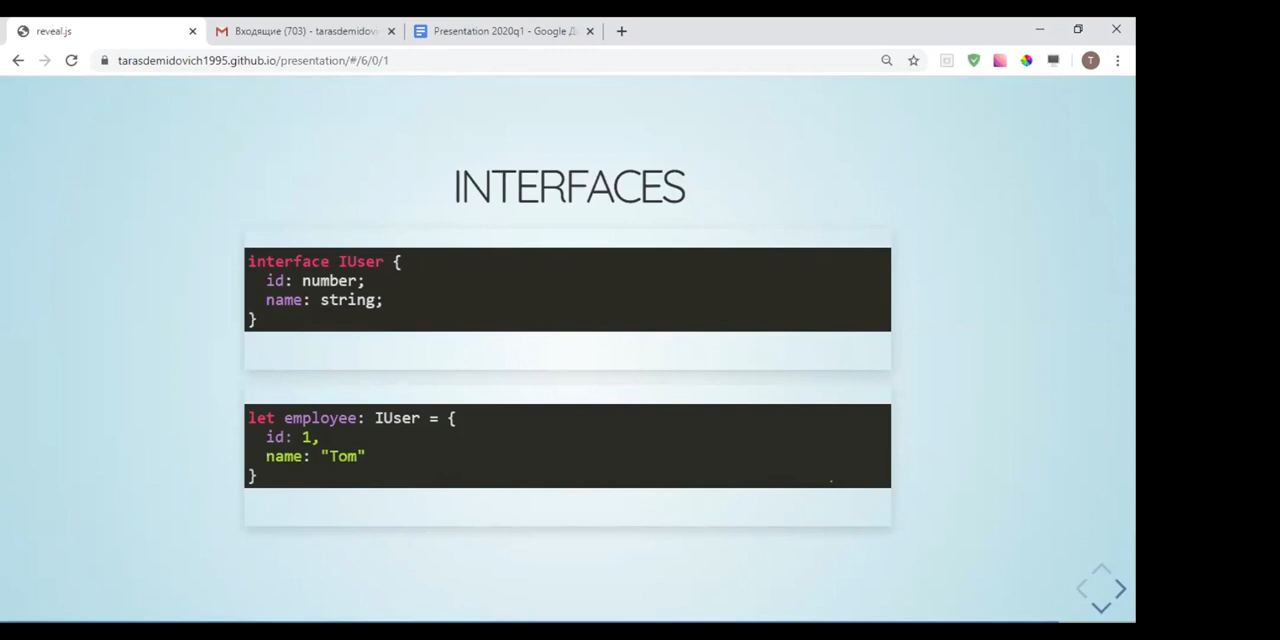 reveal.js
Входящие (703) - tarasdemidovic
Presentation 2020q1 - Google Д
tarasdemidovich1995.github.io/presentation/#/6/0/1
T
INTERFACES
interface IUser {
  id: number;
  name: string;
}
let employee: IUser = {
  id: 1,
  name: "Tom"
}